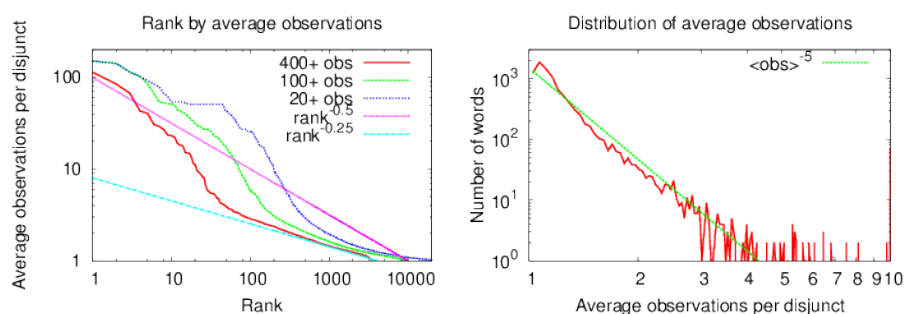 Rank by average observations
Average observations per disjunct
100
10
1
1
10
100
1000
10000
Rank
400+ obs
100+ obs
20+ obs
rank^-0.5
rank^-0.25
Distribution of average observations
Number of words
10^3
10^2
10^1
10^0
1
2
3
4
5
6
7
8
9
10
Average observations per disjunct
<obs>^-5